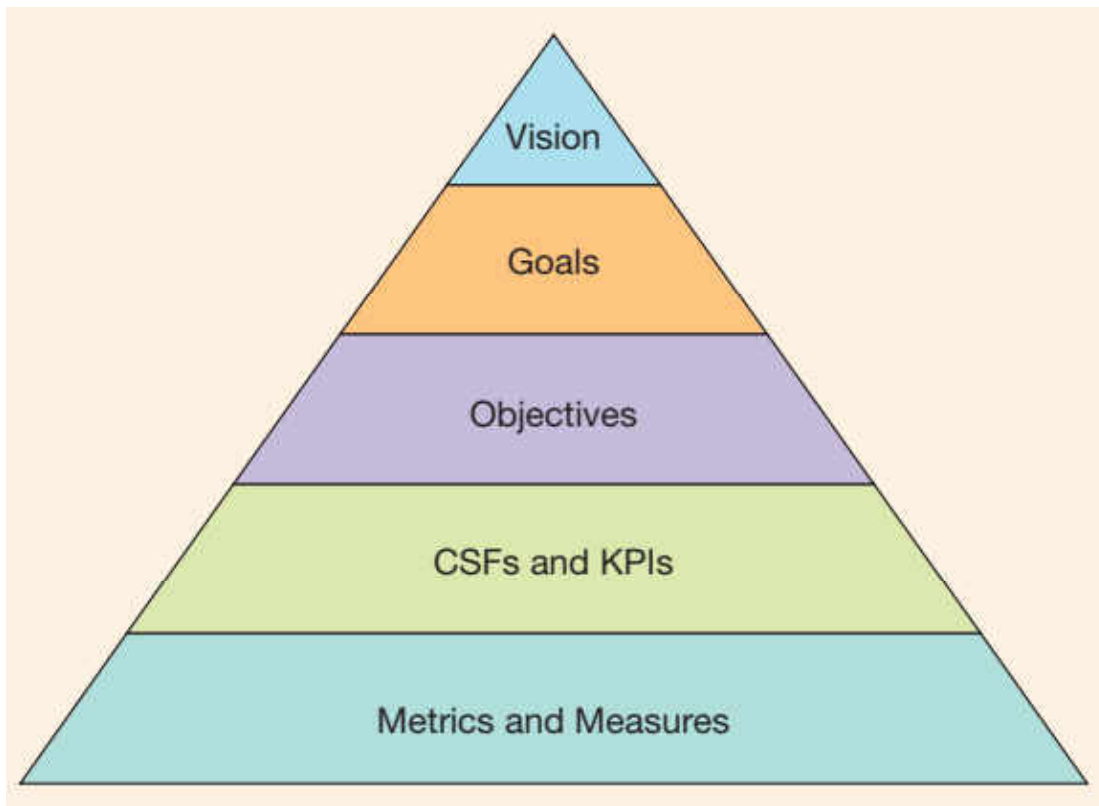 Vision
Goals
Objectives
CSFs and KPIs
Metrics and Measures